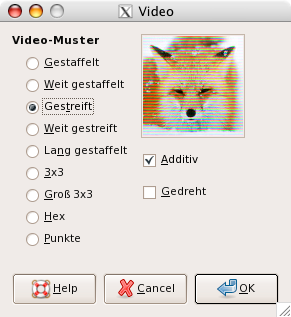 Video
Video-Muster
Gestaffelt
Weit gestaffelt
Gestreift
Weit gestreift
Lang gestaffelt
3x3
Groß 3x3
Hex
Punkte
Additiv
Gedreht
Help
Cancel
OK